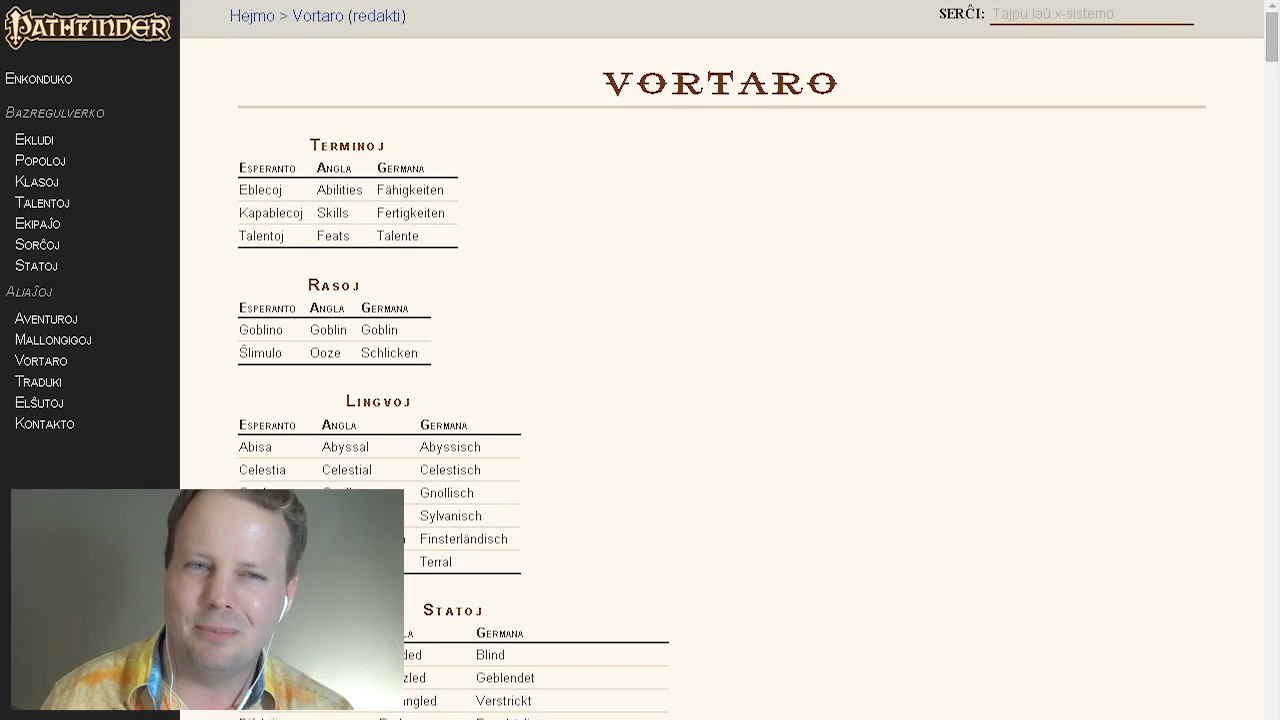 PATHFINDER
Hejmo > Vortaro (redakti)
SERĈI: Tajpu laŭ x-sistemo
ENKONDUKO
BAZREGULVERKO
EKLUDI
POPOLOJ
KLASOJ
TALENTOJ
EKIPAĴO
SORĈOJ
STATOJ
ALIAĴOJ
AVENTUROJ
MALLONGIGOJ
VORTARO
TRADUKI
ELŜUTOJ
KONTAKTO
VORTARO
TERMINOJ
ESPERANTO ANGLA GERMANA
Eblecoj Abilities Fähigkeiten
Kapablecoj Skills Fertigkeiten
Talentoj Feats Talente
RASOJ
ESPERANTO ANGLA GERMANA
Goblino Goblin Goblin
Ŝlimulo Ooze Schlicken
LINGVOJ
ESPERANTO ANGLA GERMANA
Abisa Abyssal Abyssisch
Celestia Celestial Celestisch
Gnollisch
Sylvanisch
Finsterländisch
Terral
STATOJ
GERMANA
Blind
Geblendet
Verstrickt